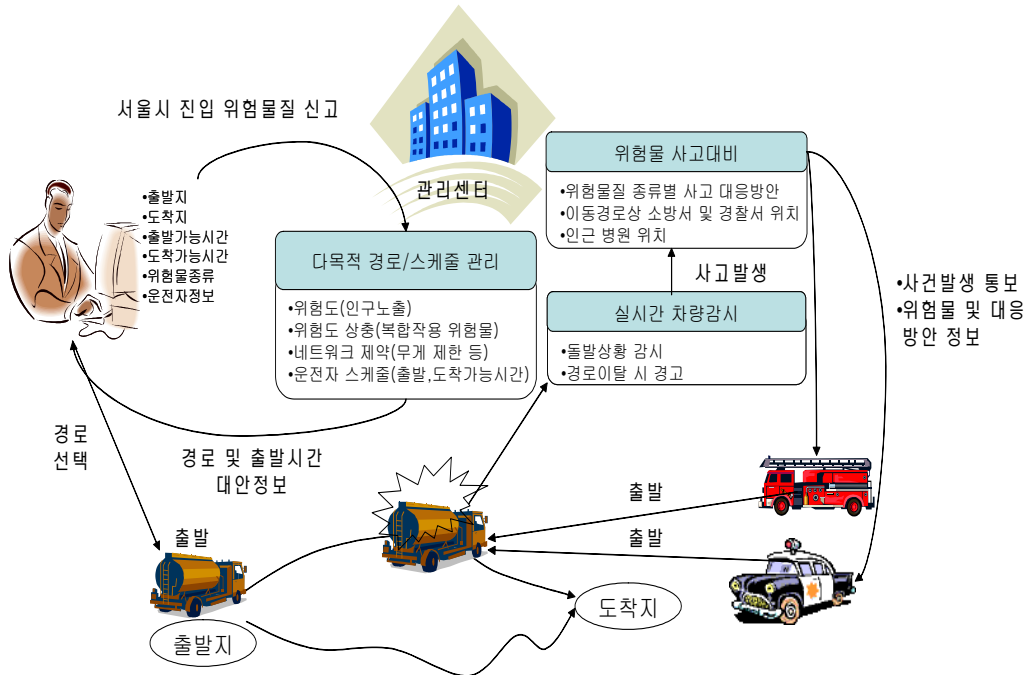 서울시 진입 위험물질 신고
관리센터
•출발지
•도착지
•출발가능시간
•도착가능시간
•위험물종류
•운전자정보
다목적 경로/스케줄 관리
•위험도(인구노출)
•위험도 상충(복합작용 위험물)
•네트워크 제약(무게 제한 등)
•운전자 스케줄(출발,도착가능시간)
위험물 사고대비
•위험물질 종류별 사고 대응방안
•이동경로상 소방서 및 경찰서 위치
•인근 병원 위치
사고발생
실시간 차량감시
•돌발상황 감시
•경로이탈 시 경고
•사건발생 통보
•위험물 및 대응
방안 정보
경로
선택
경로 및 출발시간
대안정보
출발
출발
출발
출발지
도착지